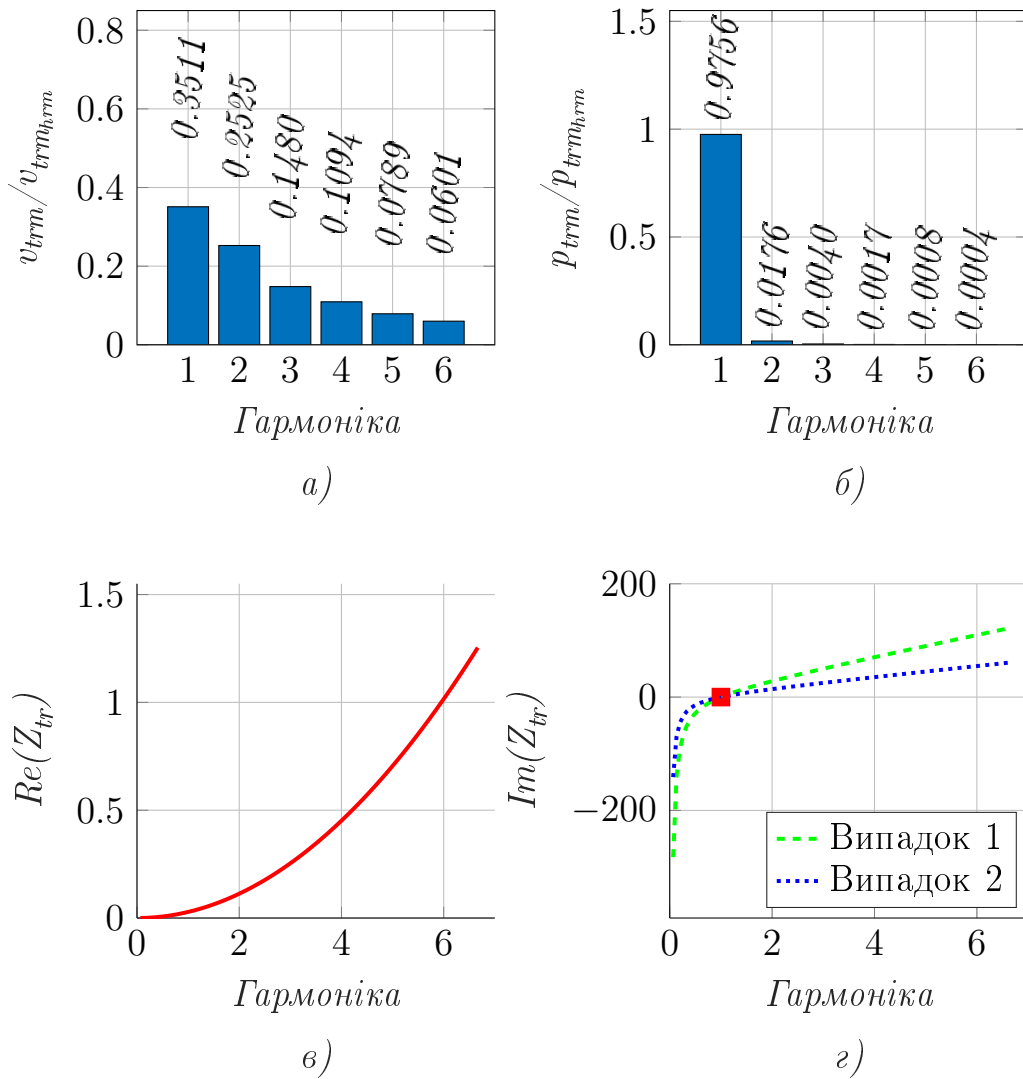 0.8
0.6
0.4
0.2
0
v_trm/v_trm_hrm
0.3511
0.2525
0.1480
0.1094
0.0789
0.0601
1 2 3 4 5 6
Гармоніка
а)
1.5
1
0.5
0
p_trm/p_trm_hrm
0.9756
0.0176
0.0040
0.0017
0.0008
0.0004
1 2 3 4 5 6
Гармоніка
б)
1.5
1
0.5
0
Re(Z_tr)
0 2 4 6
Гармоніка
в)
200
0
−200
Im(Z_tr)
Випадок 1
Випадок 2
0 2 4 6
Гармоніка
г)